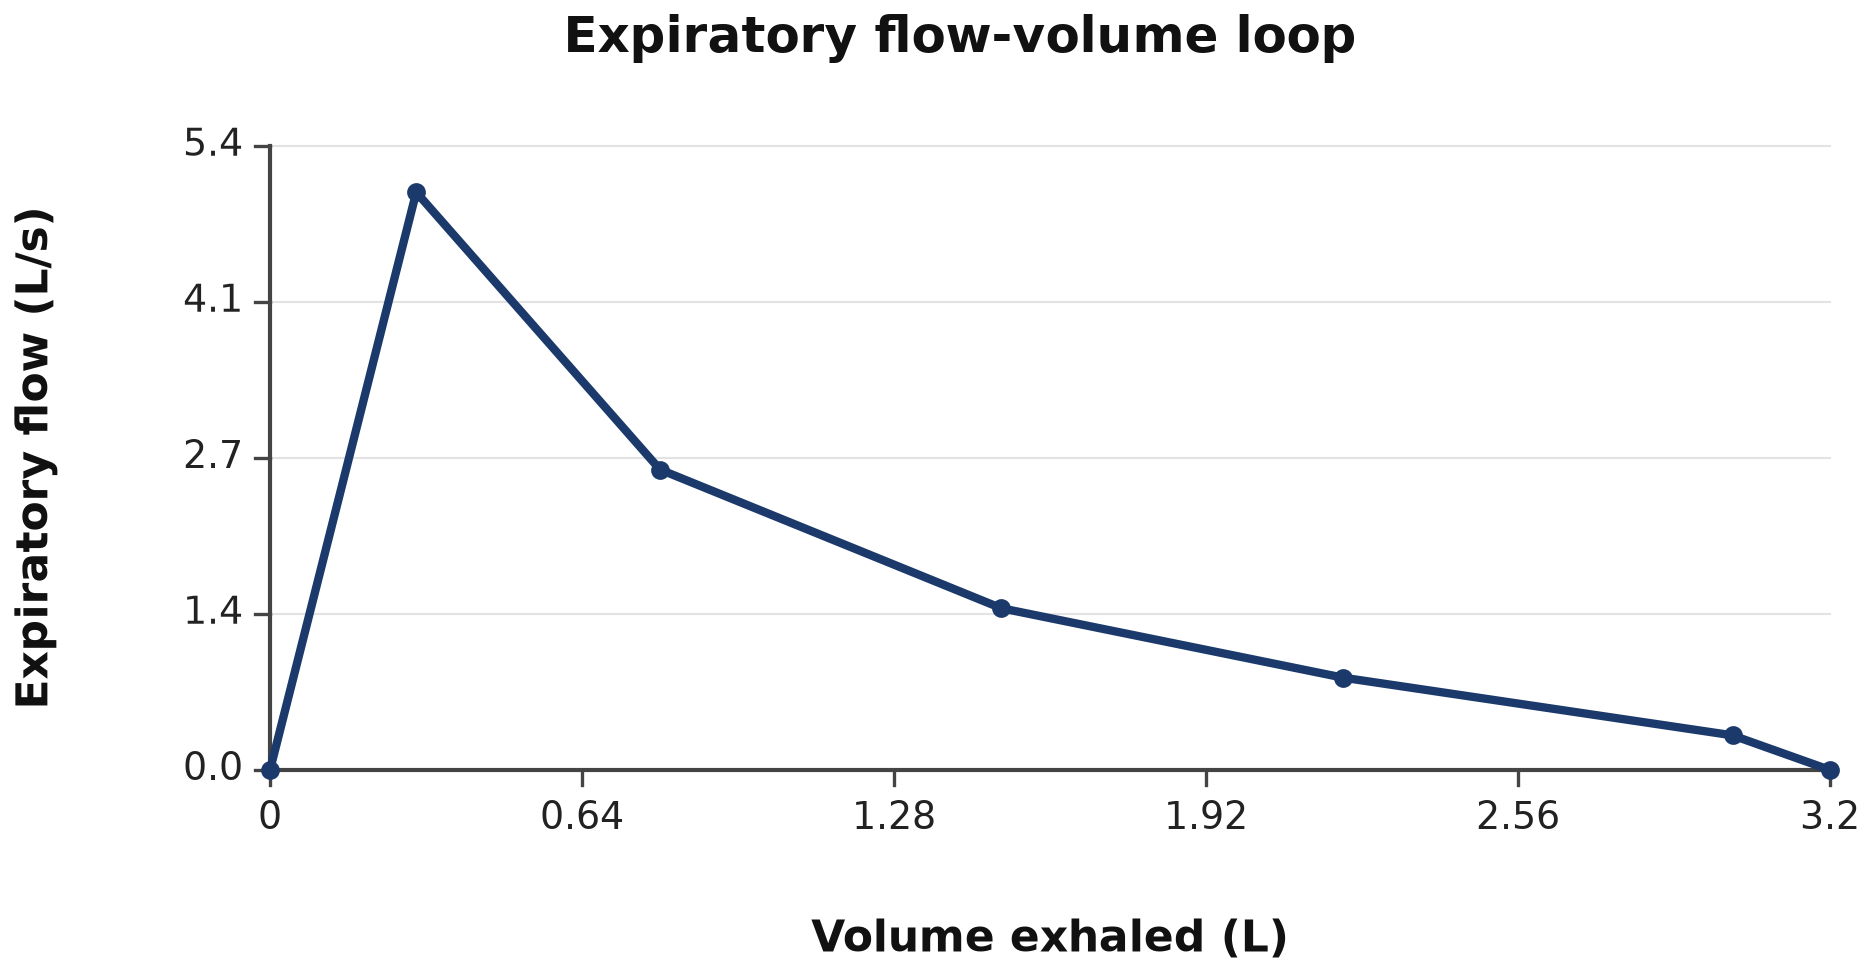 Expiratory flow-volume loop
Expiratory flow (L/s)
5.4
4.1
2.7
1.4
0.0
0 0.64 1.28 1.92 2.56 3.2
Volume exhaled (L)